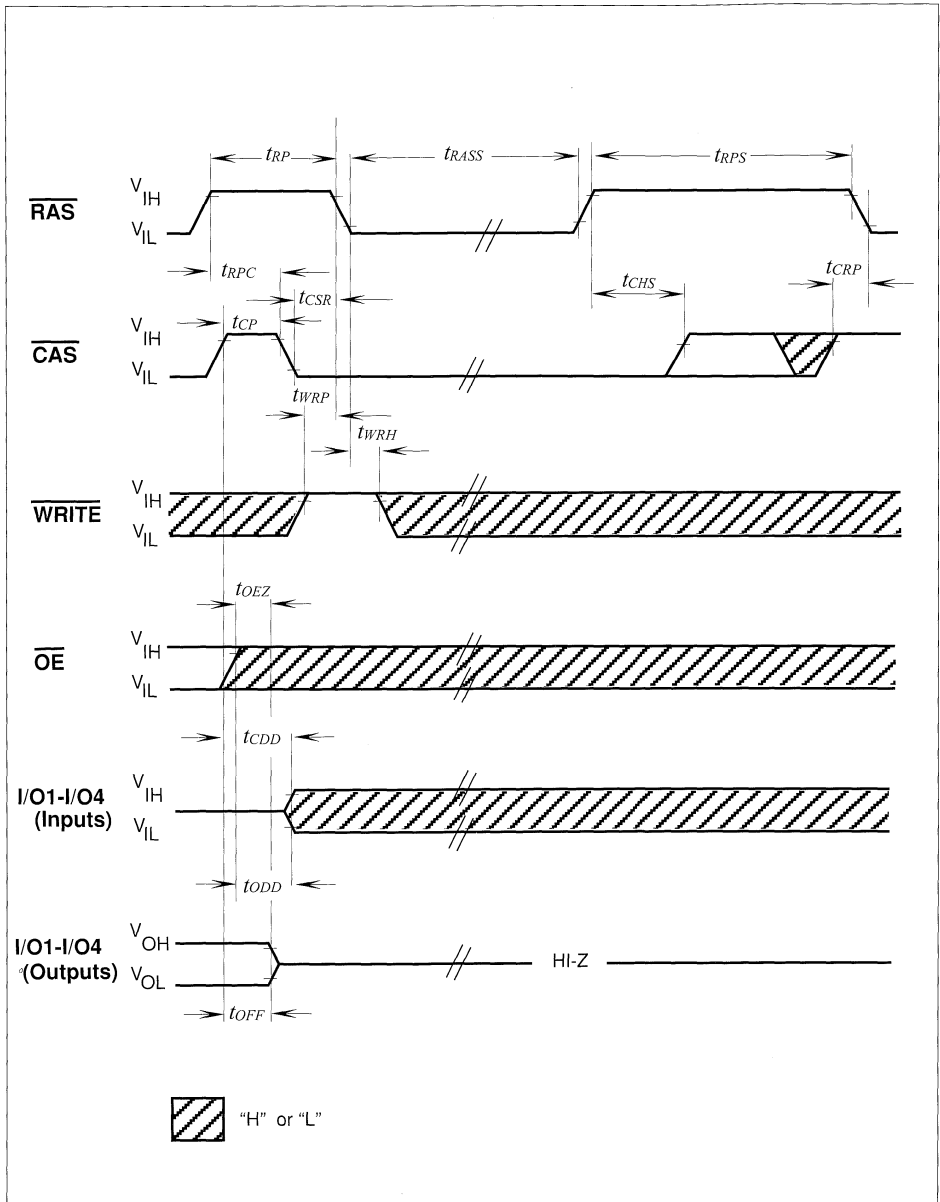 tRP
tRASS
tRPS
RAS
VIH
VIL
tRPC
tCSR
tCHS
tCRP
tCP
CAS
VIH
VIL
tWRP
tWRH
WRITE
VIH
VIL
tOEZ
OE
VIH
VIL
tCDD
I/O1-I/O4
(Inputs)
VIH
VIL
tODD
I/O1-I/O4
(Outputs)
VOH
VOL
HI-Z
tOFF
“H” or “L”